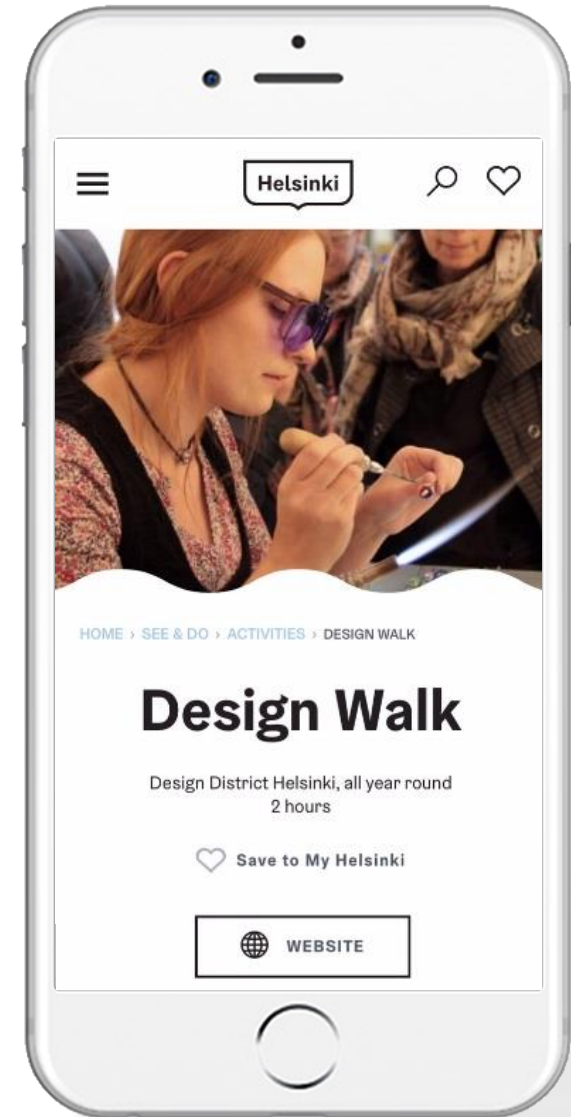 Helsinki
HOME › SEE & DO › ACTIVITIES › DESIGN WALK
Design Walk
Design District Helsinki, all year round
2 hours
Save to My Helsinki
WEBSITE